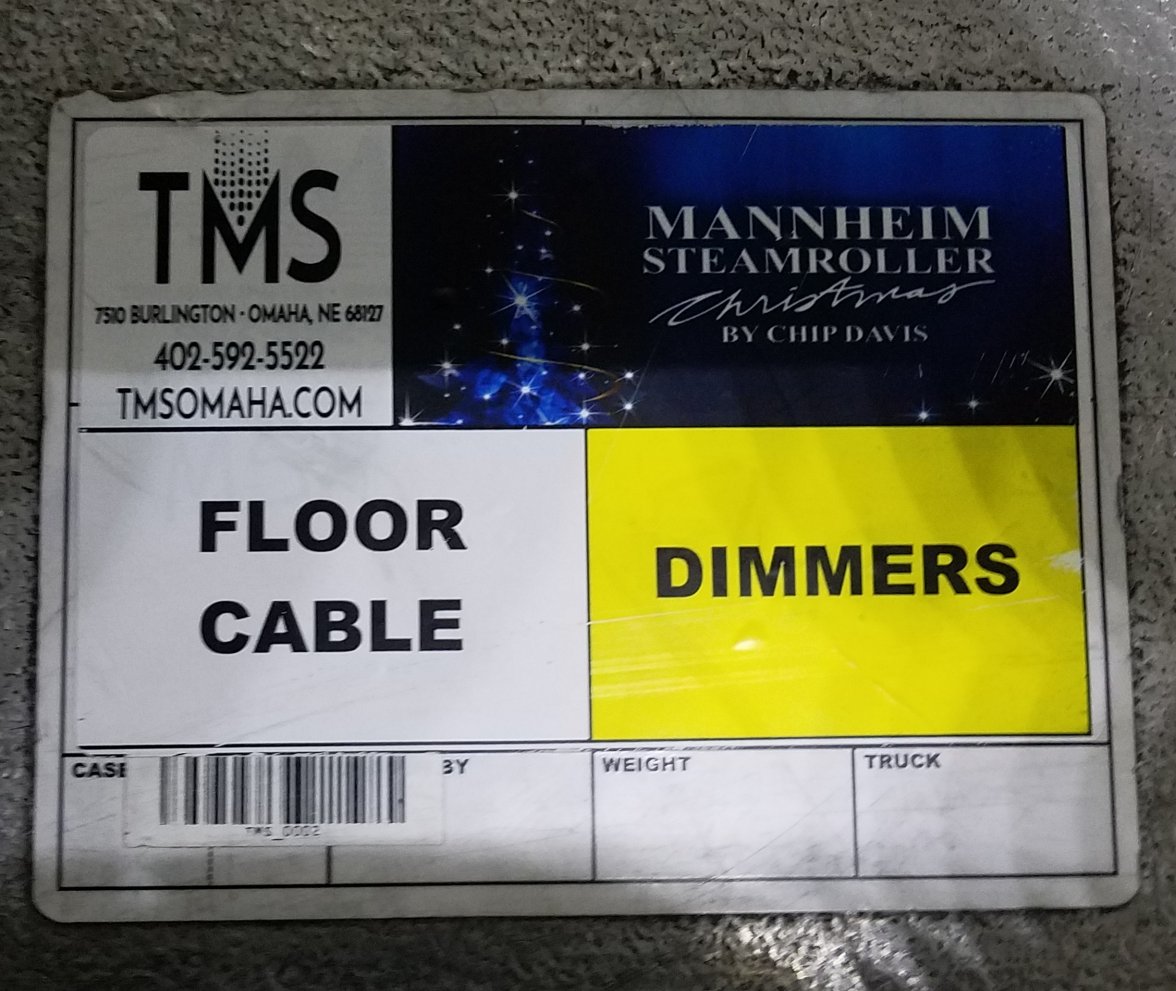 TMS
7510 BURLINGTON · OMAHA, NE 68127
402-592-5522
TMSOMAHA.COM
MANNHEIM
STEAMROLLER
Christmas
BY CHIP DAVIS
FLOOR
CABLE
DIMMERS
CASE
BY
WEIGHT
TRUCK
TMS_0002